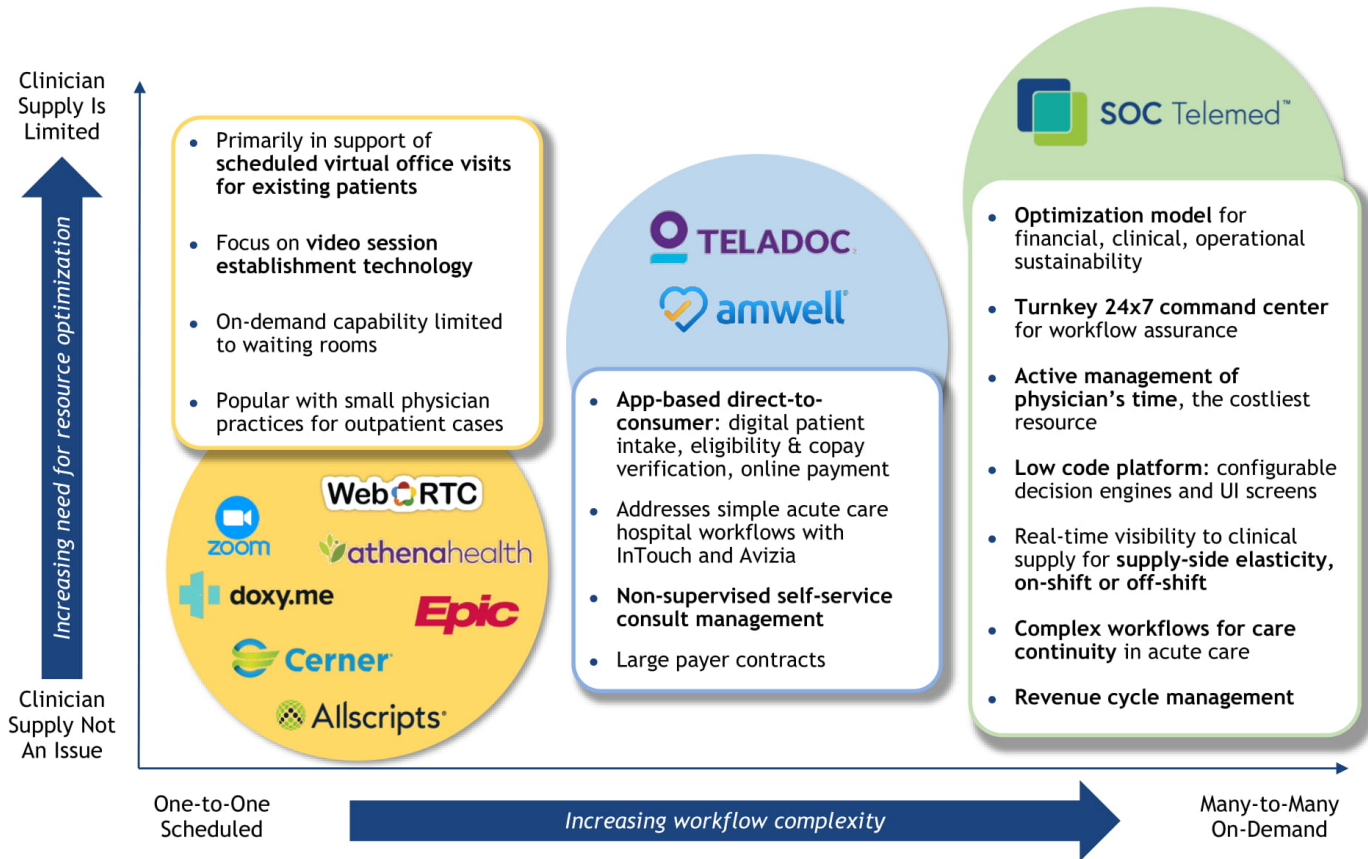 Clinician
Supply Is
Limited
Increasing need for resource optimization
Clinician
Supply Not
An Issue
• Primarily in support of
scheduled virtual office visits
for existing patients
• Focus on video session
establishment technology
• On-demand capability limited
to waiting rooms
• Popular with small physician
practices for outpatient cases
WebRTC
zoom
athenahealth
doxy.me
Epic
Cerner
Allscripts
TELADOC
amwell
• App-based direct-to-
consumer: digital patient
intake, eligibility & copay
verification, online payment
• Addresses simple acute care
hospital workflows with
InTouch and Avizia
• Non-supervised self-service
consult management
• Large payer contracts
SOC Telemed™
• Optimization model for
financial, clinical, operational
sustainability
• Turnkey 24x7 command center
for workflow assurance
• Active management of
physician’s time, the costliest
resource
• Low code platform: configurable
decision engines and UI screens
• Real-time visibility to clinical
supply for supply-side elasticity,
on-shift or off-shift
• Complex workflows for care
continuity in acute care
• Revenue cycle management
One-to-One
Scheduled
Increasing workflow complexity
Many-to-Many
On-Demand